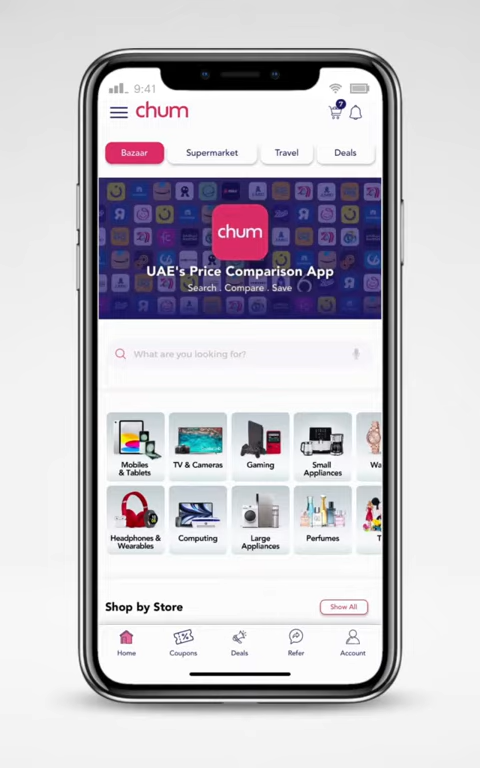 9:41
chum
7
Bazaar
Supermarket
Travel
Deals
chum
UAE's Price Comparison App
Search . Compare . Save
What are you looking for?
Mobiles
& Tablets
TV & Cameras
Gaming
Small
Appliances
Wa
Headphones &
Wearables
Computing
Large
Appliances
Perfumes
T
Shop by Store
Show All
Home
Coupons
Deals
Refer
Account